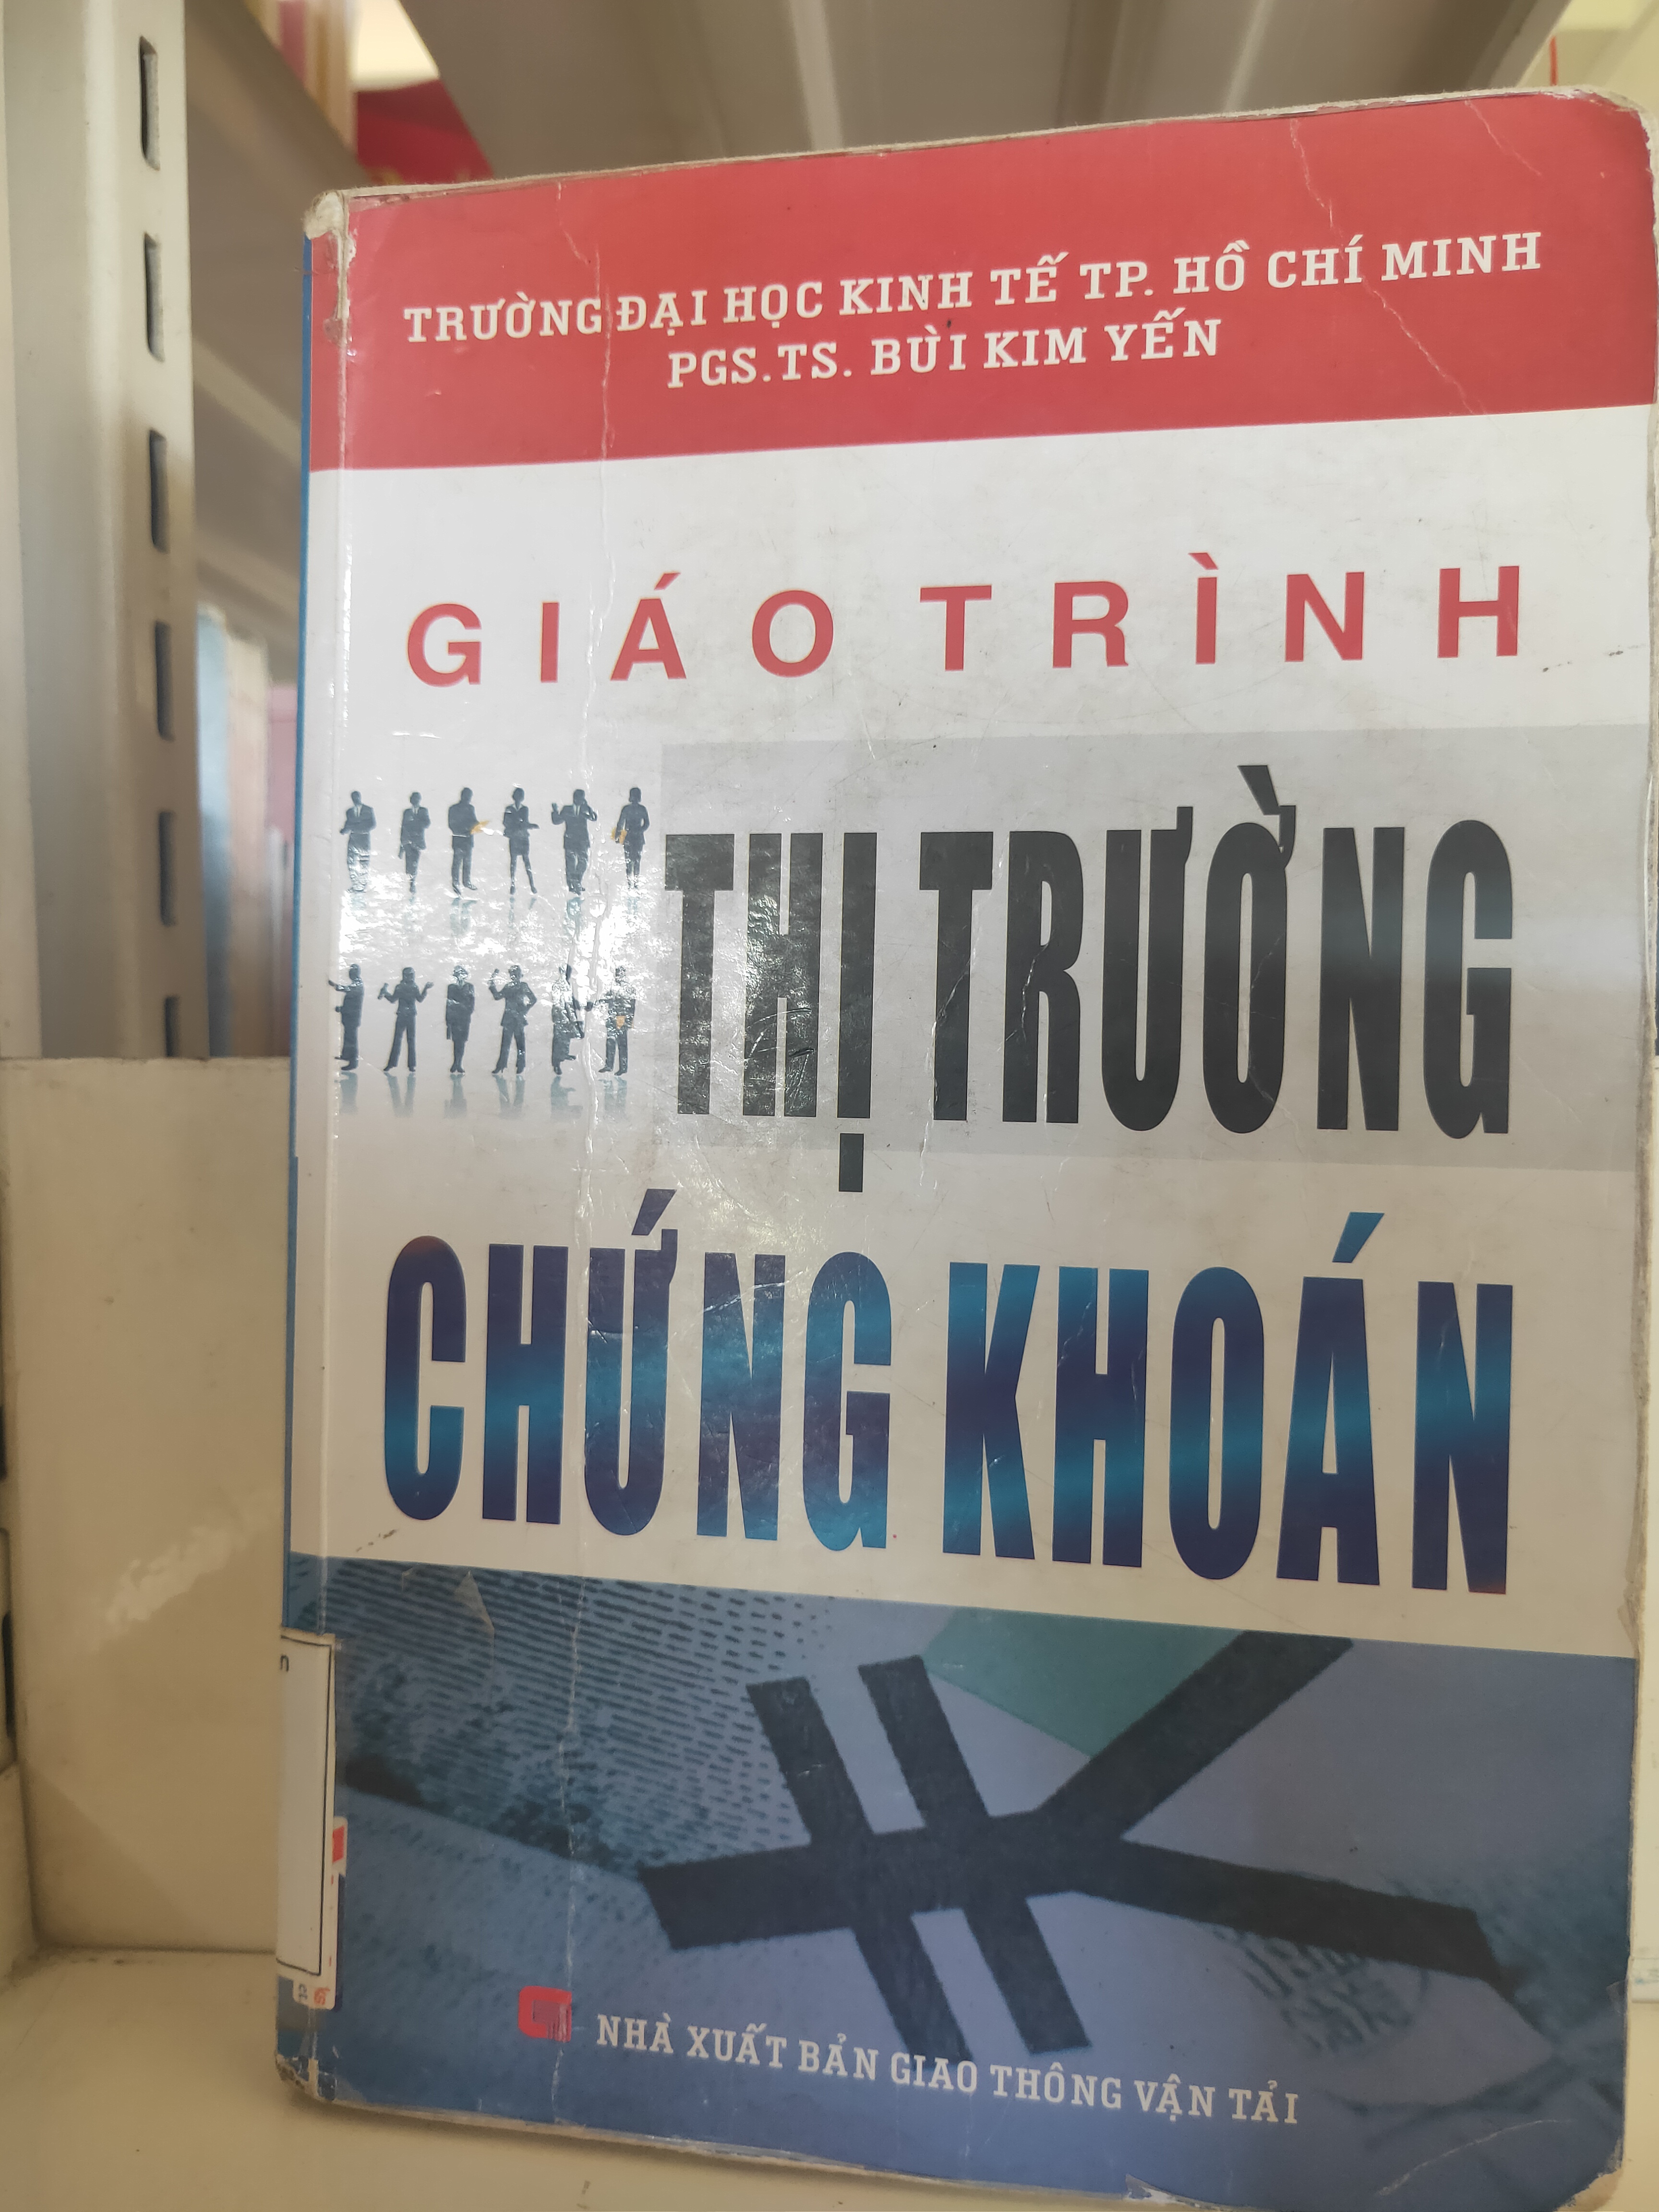 TRƯỜNG ĐẠI HỌC KINH TẾ TP. HỒ CHÍ MINH
PGS.TS. BÙI KIM YẾN
GIÁO TRÌNH
THỊ TRƯỜNG
CHỨNG KHOÁN
NHÀ XUẤT BẢN GIAO THÔNG VẬN TẢI